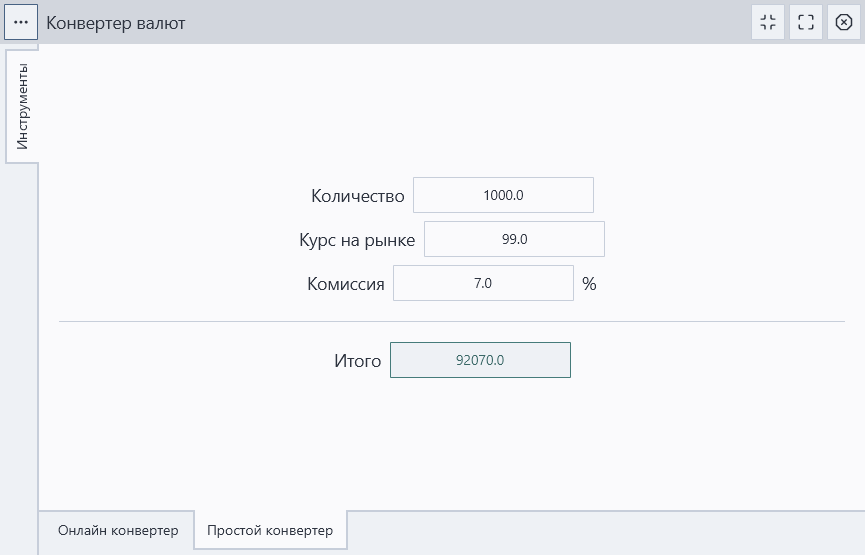 Конвертер валют
Инструменты
Количество 1000.0
Курс на рынке 99.0
Комиссия 7.0 %
Итого 92070.0
Онлайн конвертер Простой конвертер